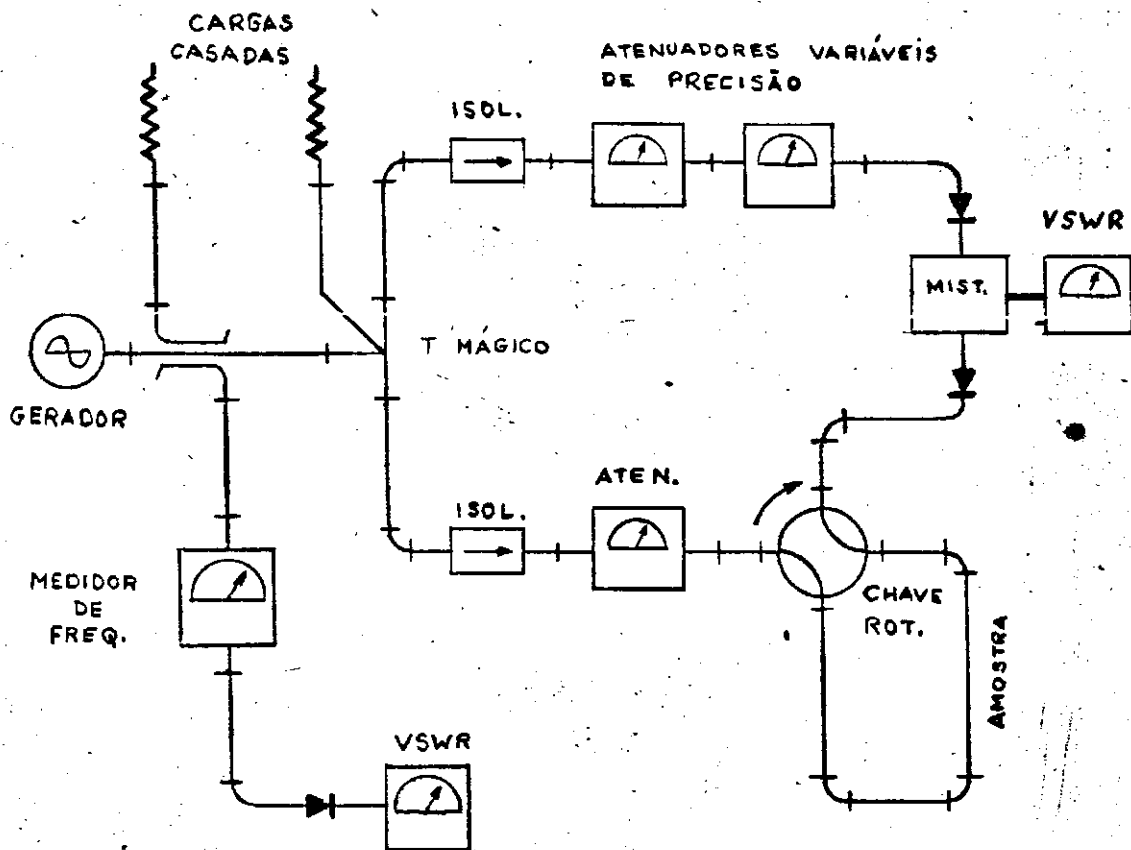 CARGAS
CASADAS
ATENUADORES VARIÁVEIS
DE PRECISÃO
ISOL.
VSWR
MIST.
T MÁGICO
GERADOR
ATEN.
ISOL.
MEDIDOR
DE
FREQ.
CHAVE
ROT.
AMOSTRA
VSWR